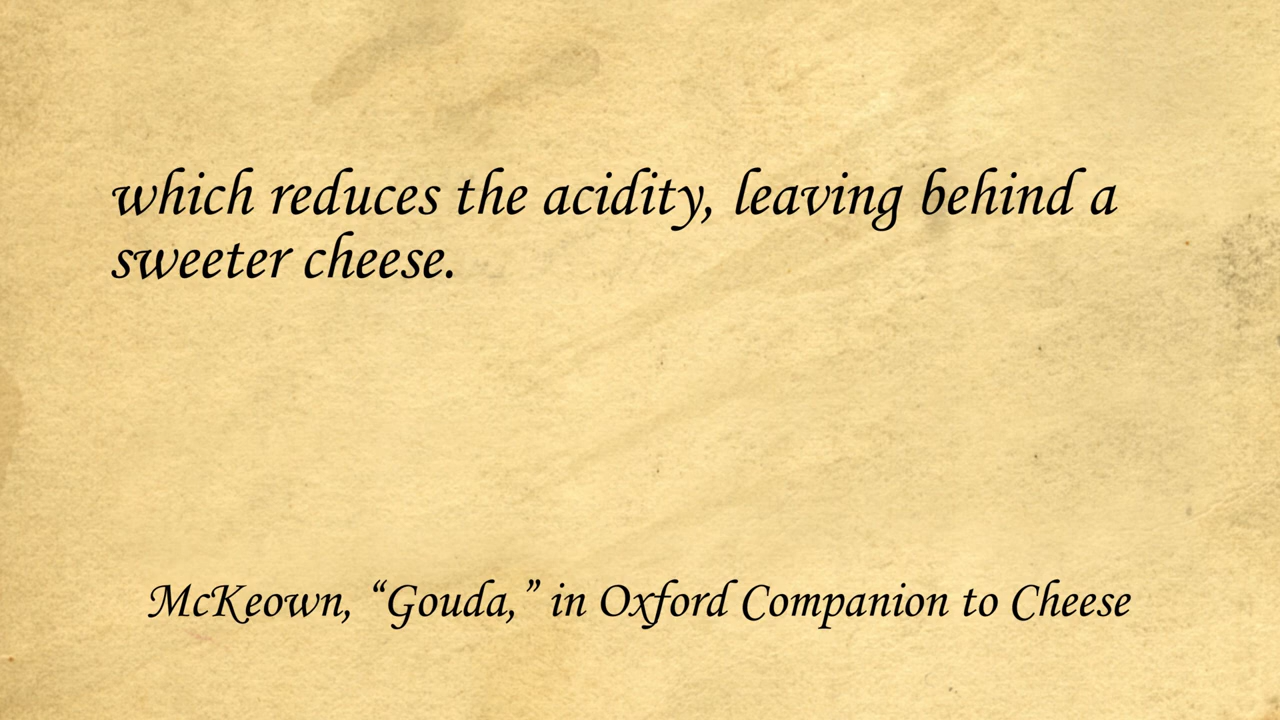 which reduces the acidity, leaving behind a
sweeter cheese.
McKeown, “Gouda,” in Oxford Companion to Cheese